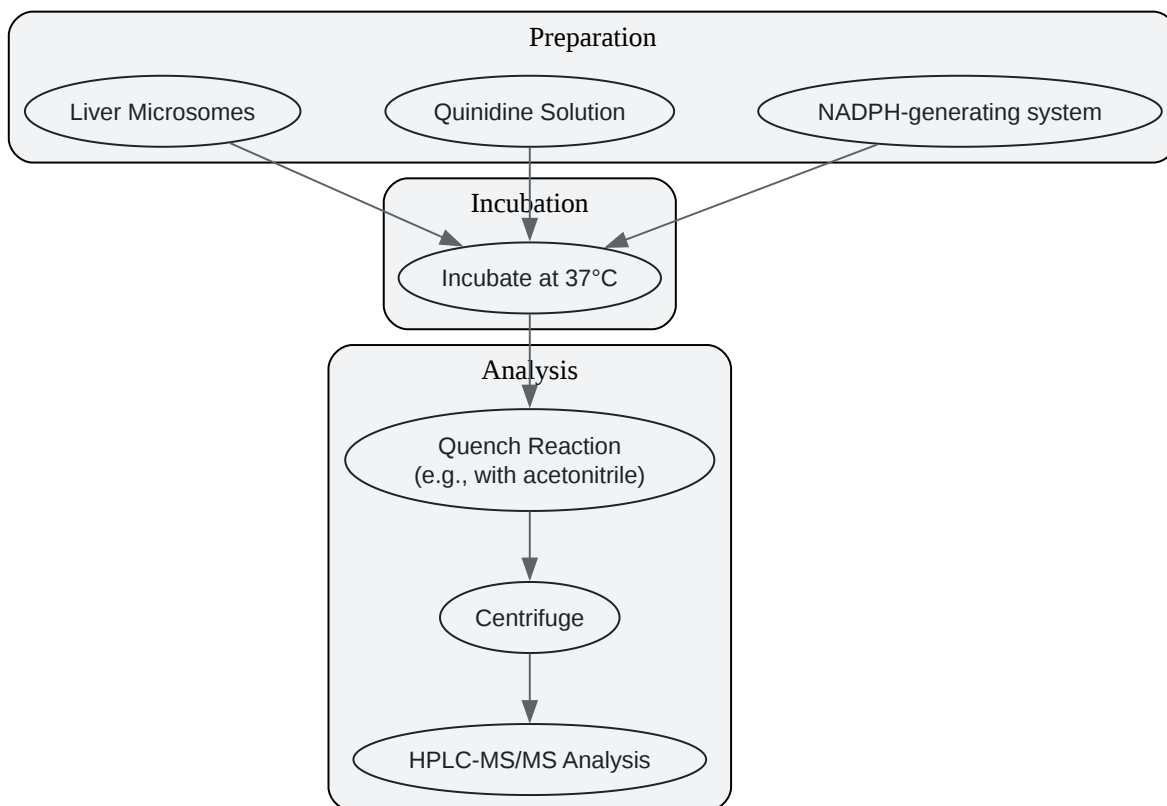 Preparation
Liver Microsomes
Quinidine Solution
NADPH-generating system
Incubation
Incubate at 37°C
Analysis
Quench Reaction
(e.g., with acetonitrile)
Centrifuge
HPLC-MS/MS Analysis